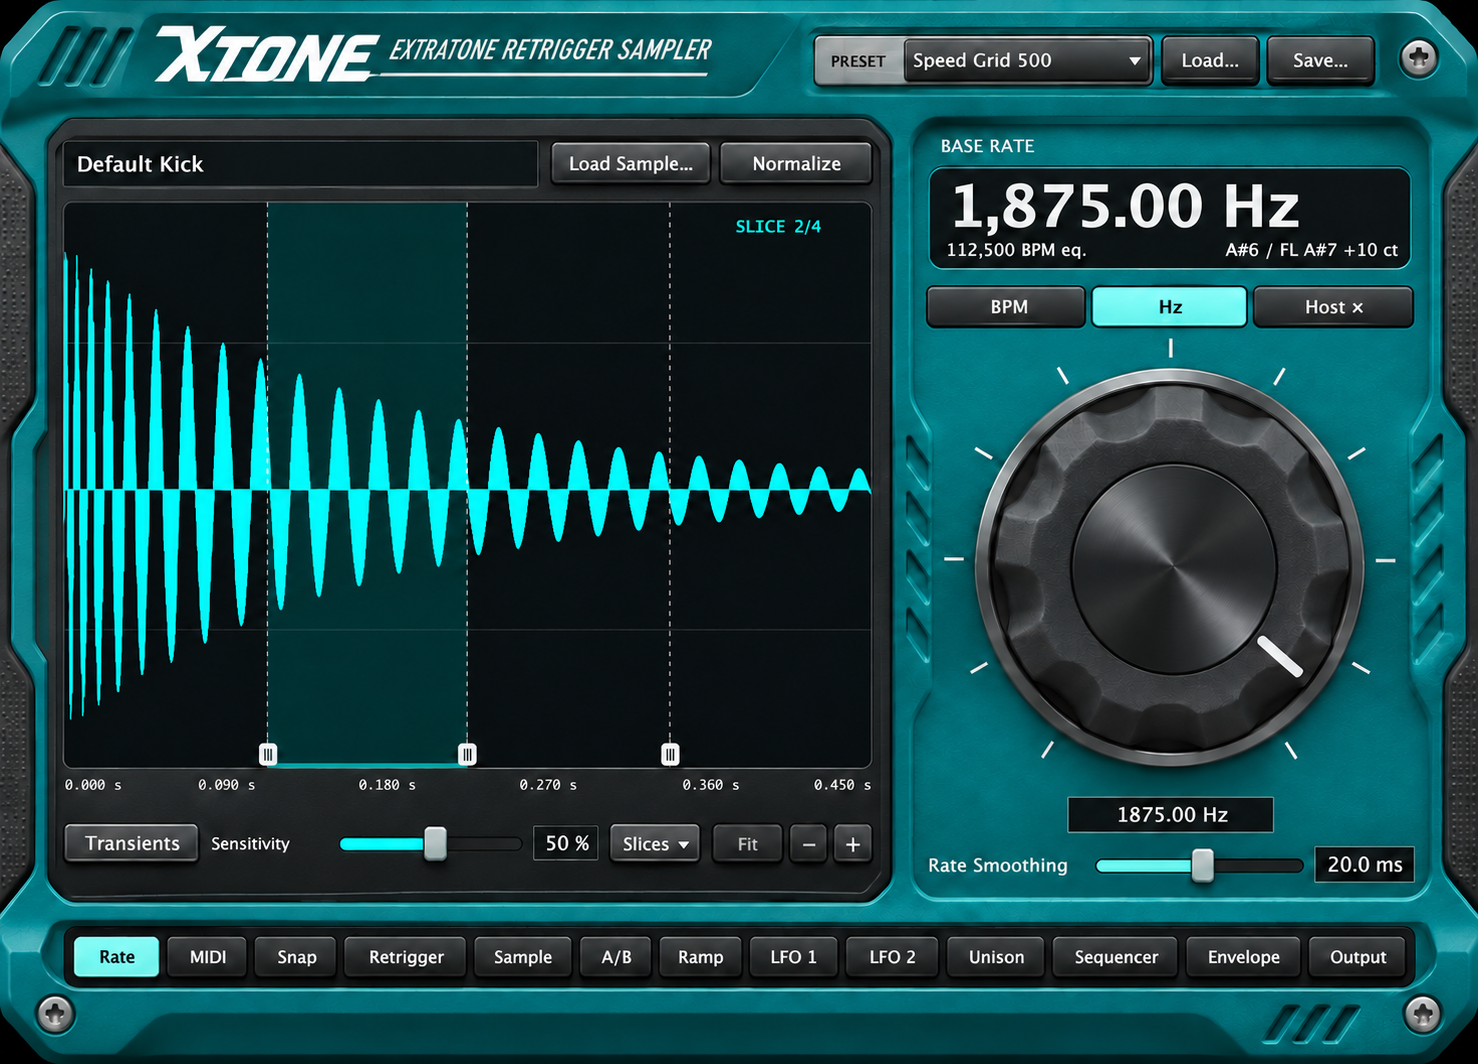 XTONE EXTRATONE RETRIGGER SAMPLER
PRESET Speed Grid 500 Load... Save...
Default Kick Load Sample... Normalize
SLICE 2/4
0.000 s 0.090 s 0.180 s 0.270 s 0.360 s 0.450 s
Transients Sensitivity 50 % Slices Fit − +
BASE RATE
1,875.00 Hz
112,500 BPM eq. A#6 / FL A#7 +10 ct
BPM Hz Host ×
1875.00 Hz
Rate Smoothing 20.0 ms
Rate MIDI Snap Retrigger Sample A/B Ramp LFO 1 LFO 2 Unison Sequencer Envelope Output